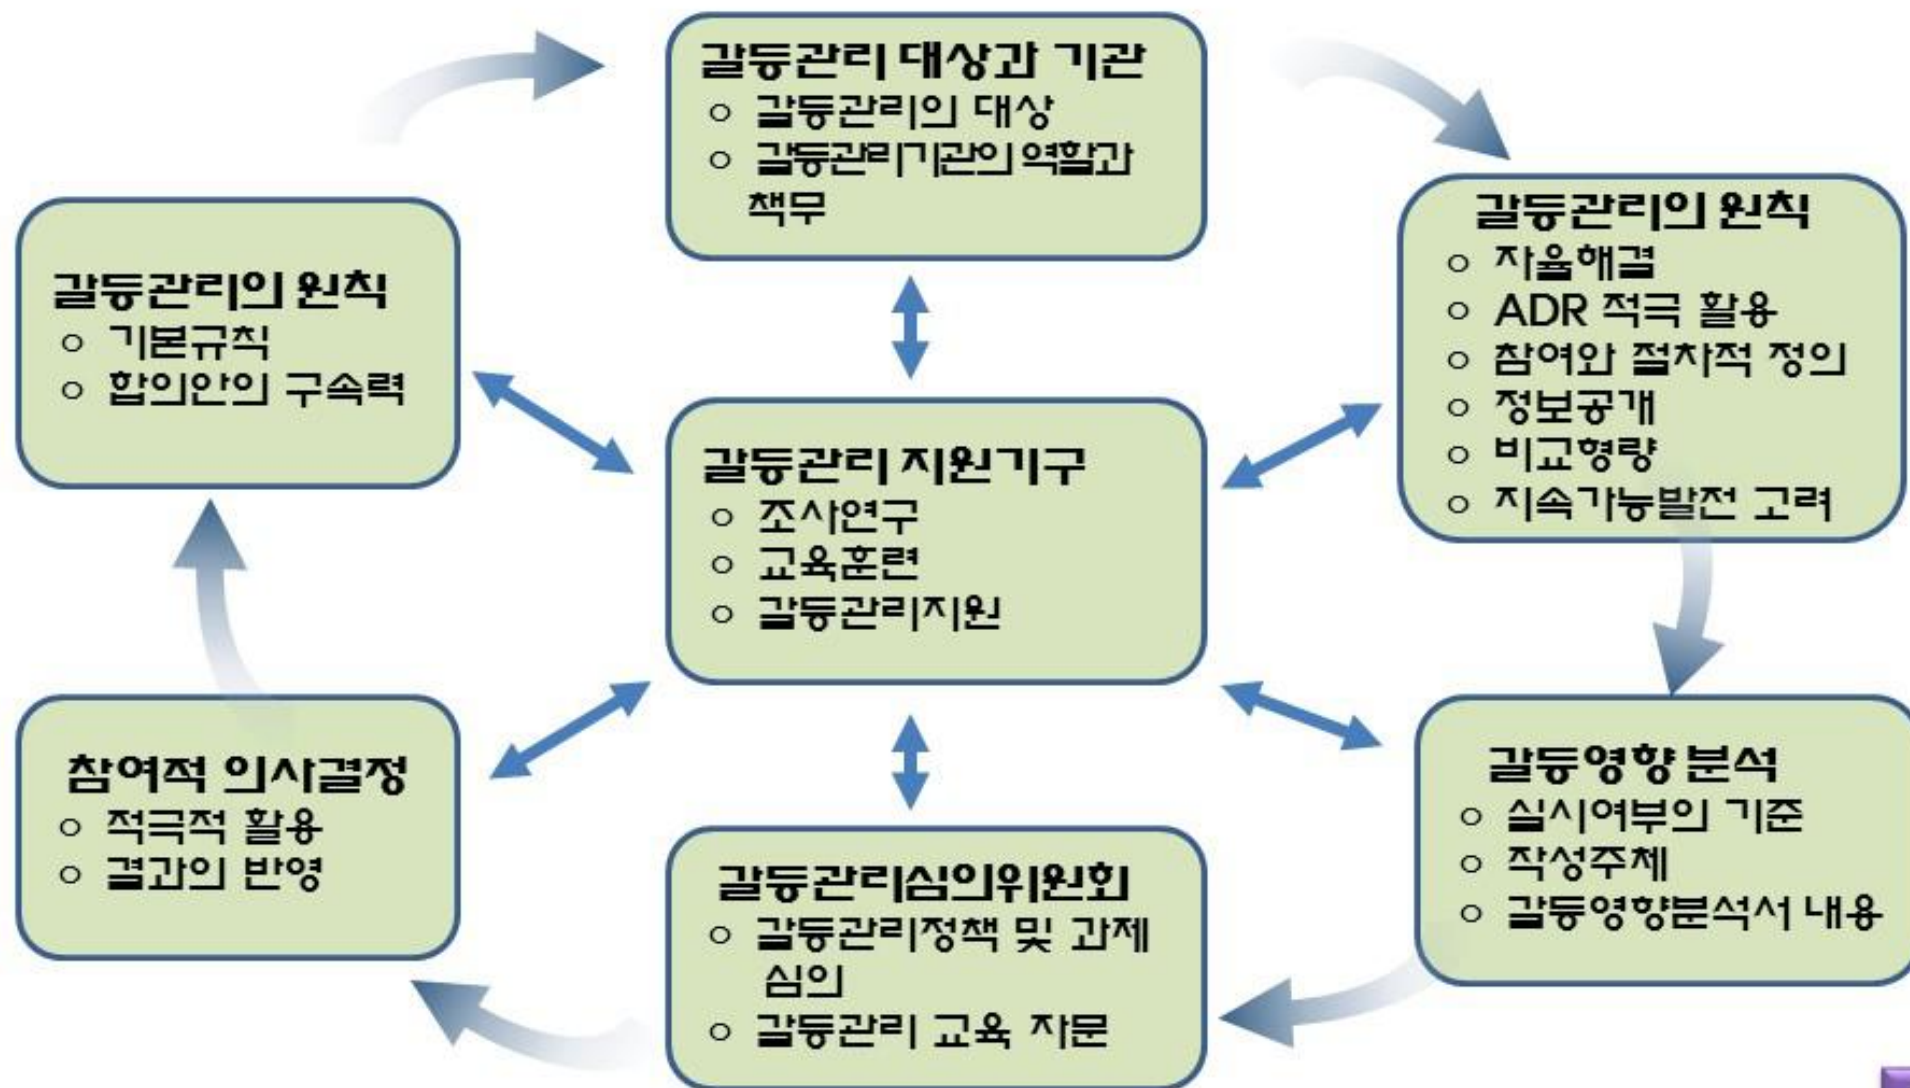 갈등관리 대상과 기관
○ 갈등관리의 대상
○ 갈등관리기관의 역할과
책무
갈등관리의 원칙
○ 자율해결
○ ADR 적극 활용
○ 참여와 절차적 정의
○ 정보공개
○ 비교형량
○ 지속가능발전 고려
갈등영향 분석
○ 실시여부의 기준
○ 작성주체
○ 갈등영향분석서 내용
갈등관리심의위원회
○ 갈등관리정책 및 과제
심의
○ 갈등관리 교육 자문
참여적 의사결정
○ 적극적 활용
○ 결과의 반영
갈등관리의 원칙
○ 기본규칙
○ 합의안의 구속력
갈등관리 지원기구
○ 조사연구
○ 교육훈련
○ 갈등관리지원